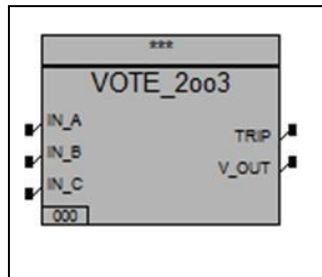 ***
VOTE_2oo3
IN_A
IN_B
IN_C
TRIP
V_OUT
000